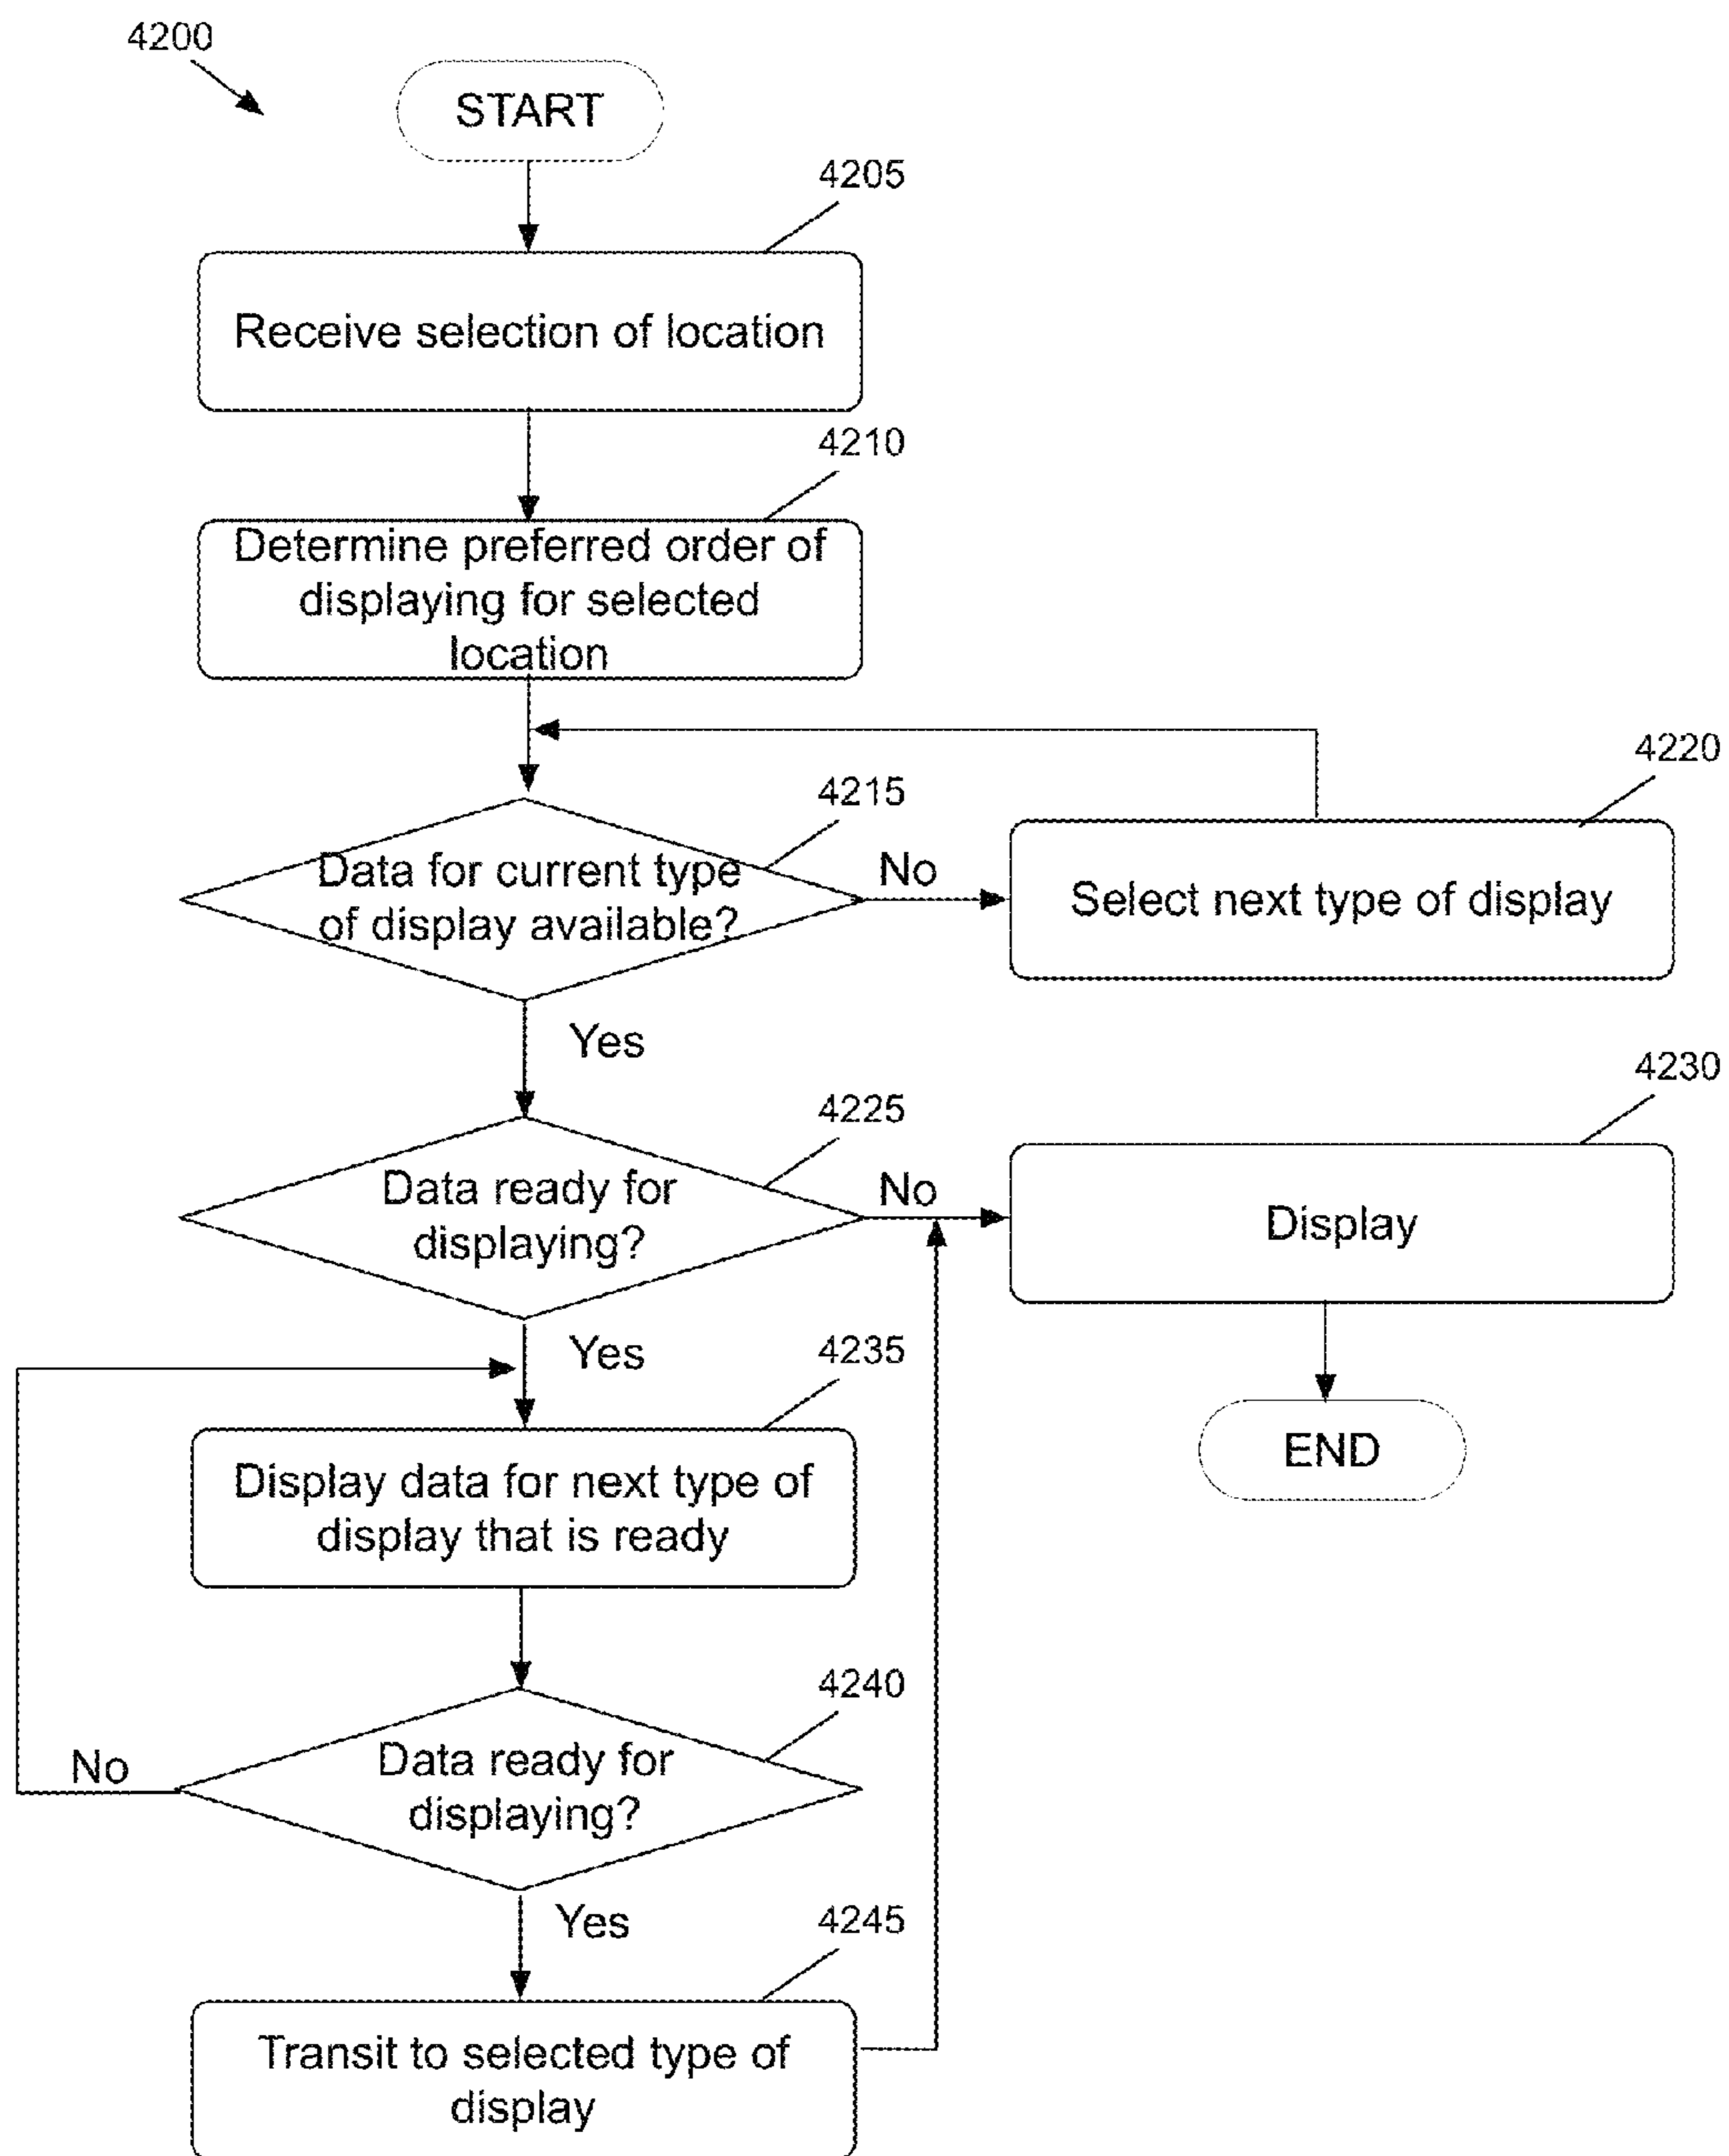 4200
START
4205
Receive selection of location
4210
Determine preferred order of
displaying for selected
location
4215
Data for current type
of display available?
No
4220
Select next type of display
Yes
4225
Data ready for
displaying?
No
4230
Display
END
Yes
4235
Display data for next type of
display that is ready
4240
Data ready for
displaying?
No
Yes
4245
Transit to selected type of
display